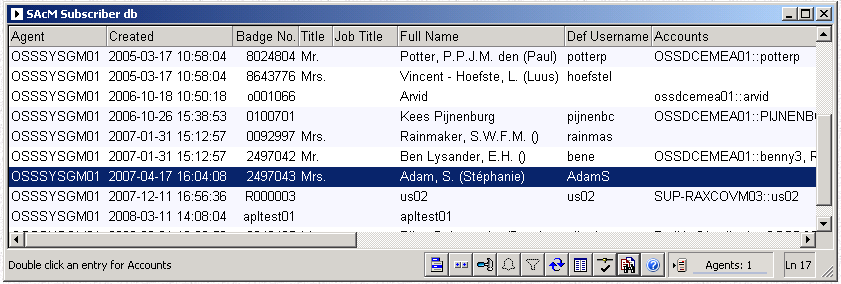 SAcM Subscriber db
Agent Created Badge No. Title Job Title Full Name Def Username Accounts
OSSSYSGM01 2005-03-17 10:58:04 8024804 Mr. Potter, P.P.J.M. den (Paul) potterp OSSDCEMEA01::potterp
OSSSYSGM01 2005-03-17 10:58:04 8643776 Mrs. Vincent - Hoefste, L. (Luus) hoefstel
OSSSYSGM01 2006-10-18 10:50:18 o001066 Arvid ossdcemea01::arvid
OSSSYSGM01 2006-10-26 15:38:53 0100701 Kees Pijnenburg pijnenbc OSSDCEMEA01::PIJNENB
OSSSYSGM01 2007-01-31 15:12:57 0092997 Mrs. Rainmaker, S.W.F.M. () rainmas
OSSSYSGM01 2007-01-31 15:12:57 2497042 Mr. Ben Lysander, E.H. () bene OSSDCEMEA01::benny3, R
OSSSYSGM01 2007-04-17 16:04:08 2497043 Mrs. Adam, S. (Stéphanie) AdamS
OSSSYSGM01 2007-12-11 16:56:36 R000003 us02 us02 SUP-RAXCOVM03::us02
OSSSYSGM01 2008-03-11 14:08:04 apltest01 apltest01
Double click an entry for Accounts Agents: 1 Ln 17